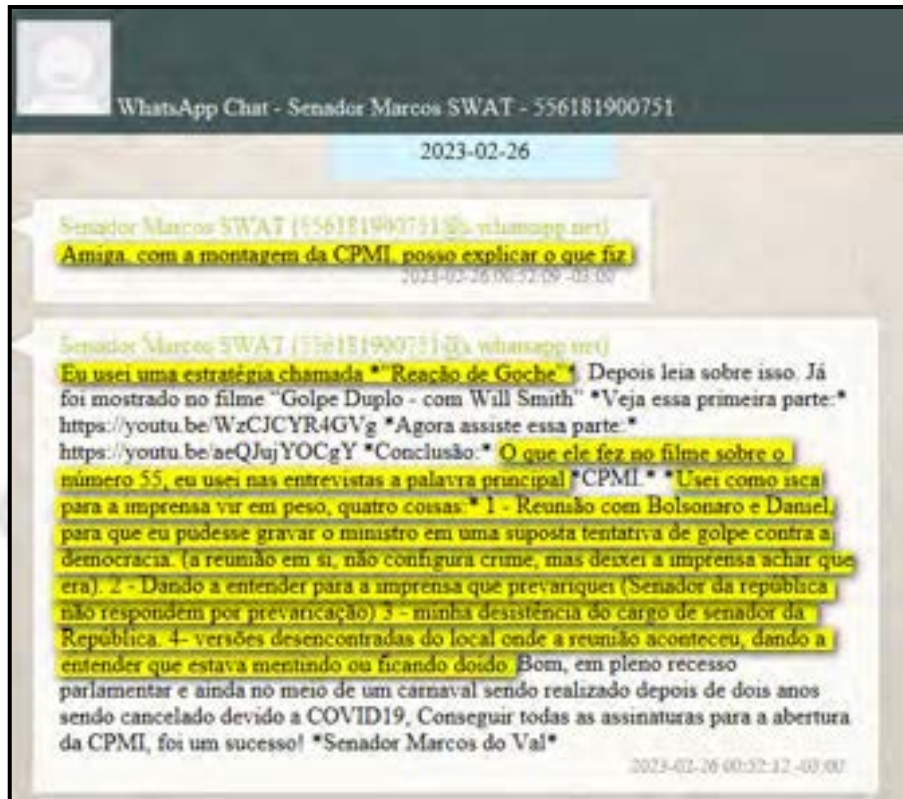 WhatsApp Chat - Senador Marcos SWAT - 556181900751
2023-02-26
Senador Marcos SWAT (556181900751@s.whatsapp.net)
Amiga, com a montagem da CPMI, posso explicar o que fiz
2023-02-26 00:52:09 -03:00
Senador Marcos SWAT (556181900751@s.whatsapp.net)
Eu usei uma estratégia chamada *"Reação de Goche"*. Depois leia sobre isso. Já
foi mostrado no filme "Golpe Duplo - com Will Smith" *Veja essa primeira parte:*
https://youtu.be/WzCJCYR4GVg *Agora assiste essa parte:*
https://youtu.be/aeQJujYOCgY *Conclusão:* O que ele fez no filme sobre o
número 55, eu usei nas entrevistas a palavra principal *CPMI.* *Usei como isca
para a imprensa vir em peso, quatro coisas:* 1 - Reunião com Bolsonaro e Daniel,
para que eu pudesse gravar o ministro em uma suposta tentativa de golpe contra a
democracia. (a reunião em si, não configura crime, mas deixei a imprensa achar que
era). 2 - Dando a entender para a imprensa que prevariquei (Senador da república
não respondem por prevaricação) 3 - minha desistência do cargo de senador da
República. 4- versões desencontradas do local onde a reunião aconteceu, dando a
entender que estava mentindo ou ficando doido. Bom, em pleno recesso
parlamentar e ainda no meio de um carnaval sendo realizado depois de dois anos
sendo cancelado devido a COVID19, Conseguir todas as assinaturas para a abertura
da CPMI, foi um sucesso! *Senador Marcos do Val*
2023-02-26 00:52:12 -03:00